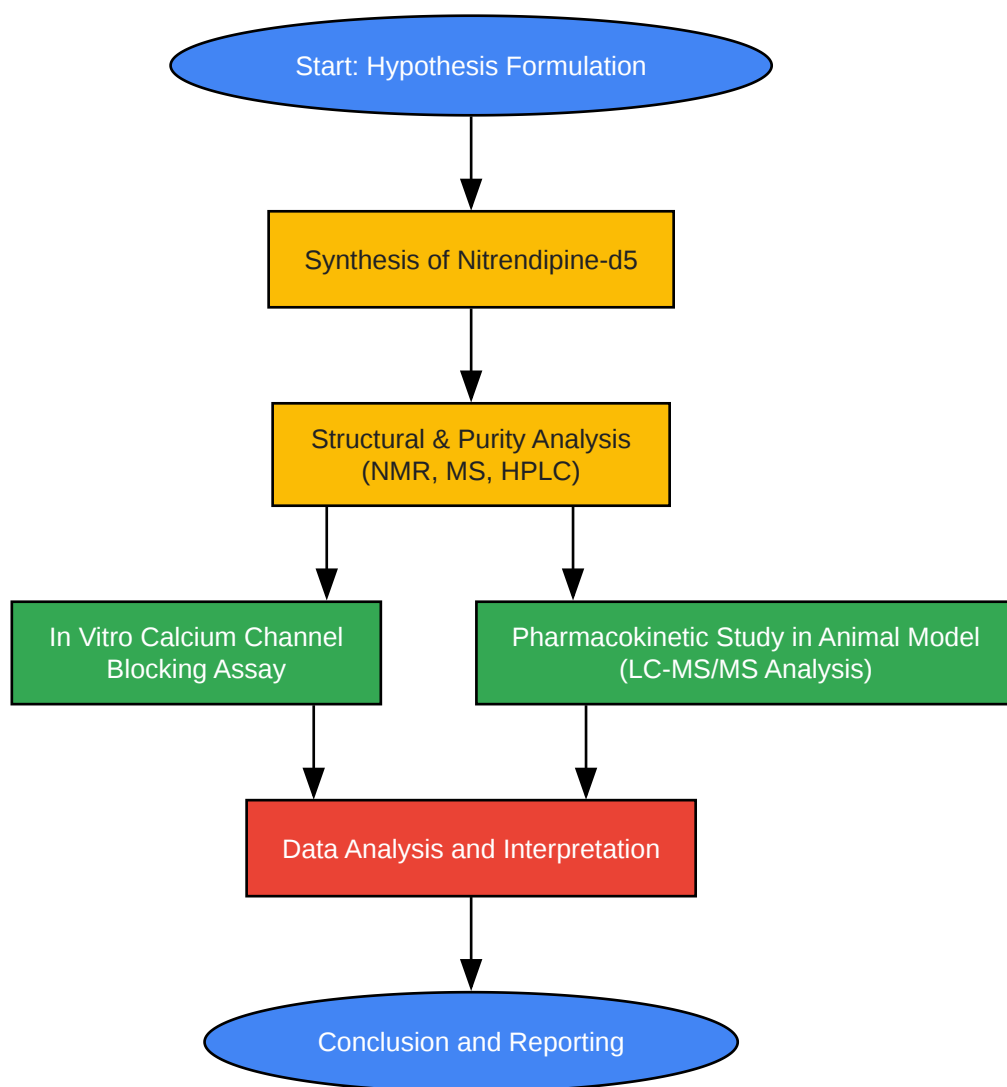 Start: Hypothesis Formulation
Synthesis of Nitrendipine-d5
Structural & Purity Analysis
(NMR, MS, HPLC)
In Vitro Calcium Channel
Blocking Assay
Pharmacokinetic Study in Animal Model
(LC-MS/MS Analysis)
Data Analysis and Interpretation
Conclusion and Reporting